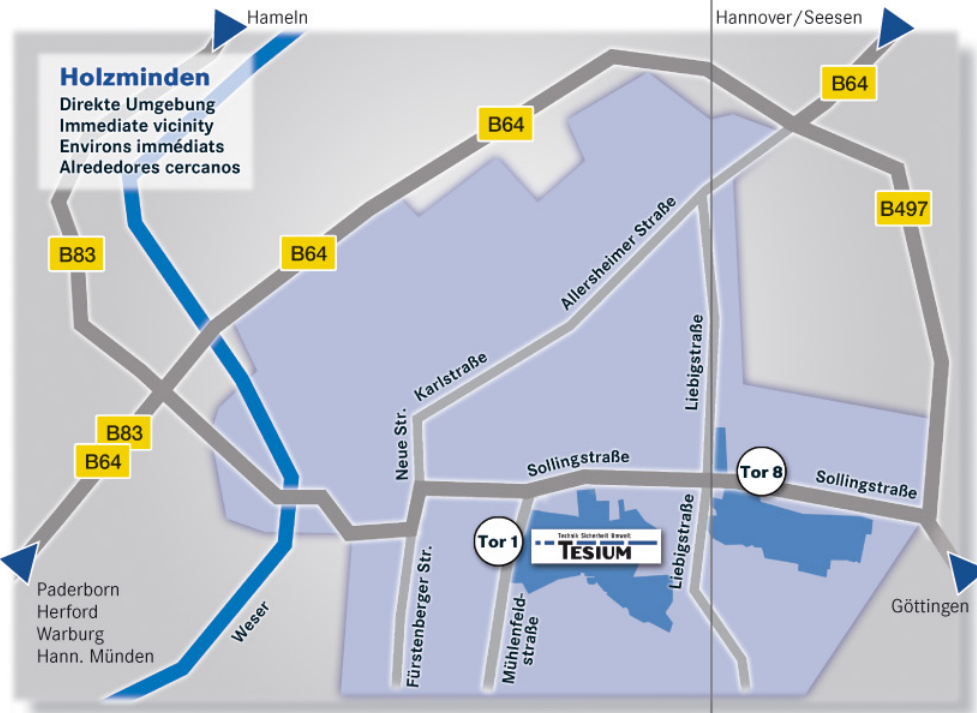 Hameln
Hannover/Seesen
Holzminden
Direkte Umgebung
Immediate vicinity
Environs immédiats
Alrededores cercanos
B64
B64
B497
B83
B64
Allersheimer Straße
Karlstraße
Liebigstraße
Neue Str.
B83
B64
Sollingstraße
Tor 8
Sollingstraße
Tor 1
Technik Sicherheit Umwelt
TESIUM
Liebigstraße
Fürstenberger Str.
Mühlenfeld-
straße
Weser
Paderborn
Herford
Warburg
Hann. Münden
Göttingen